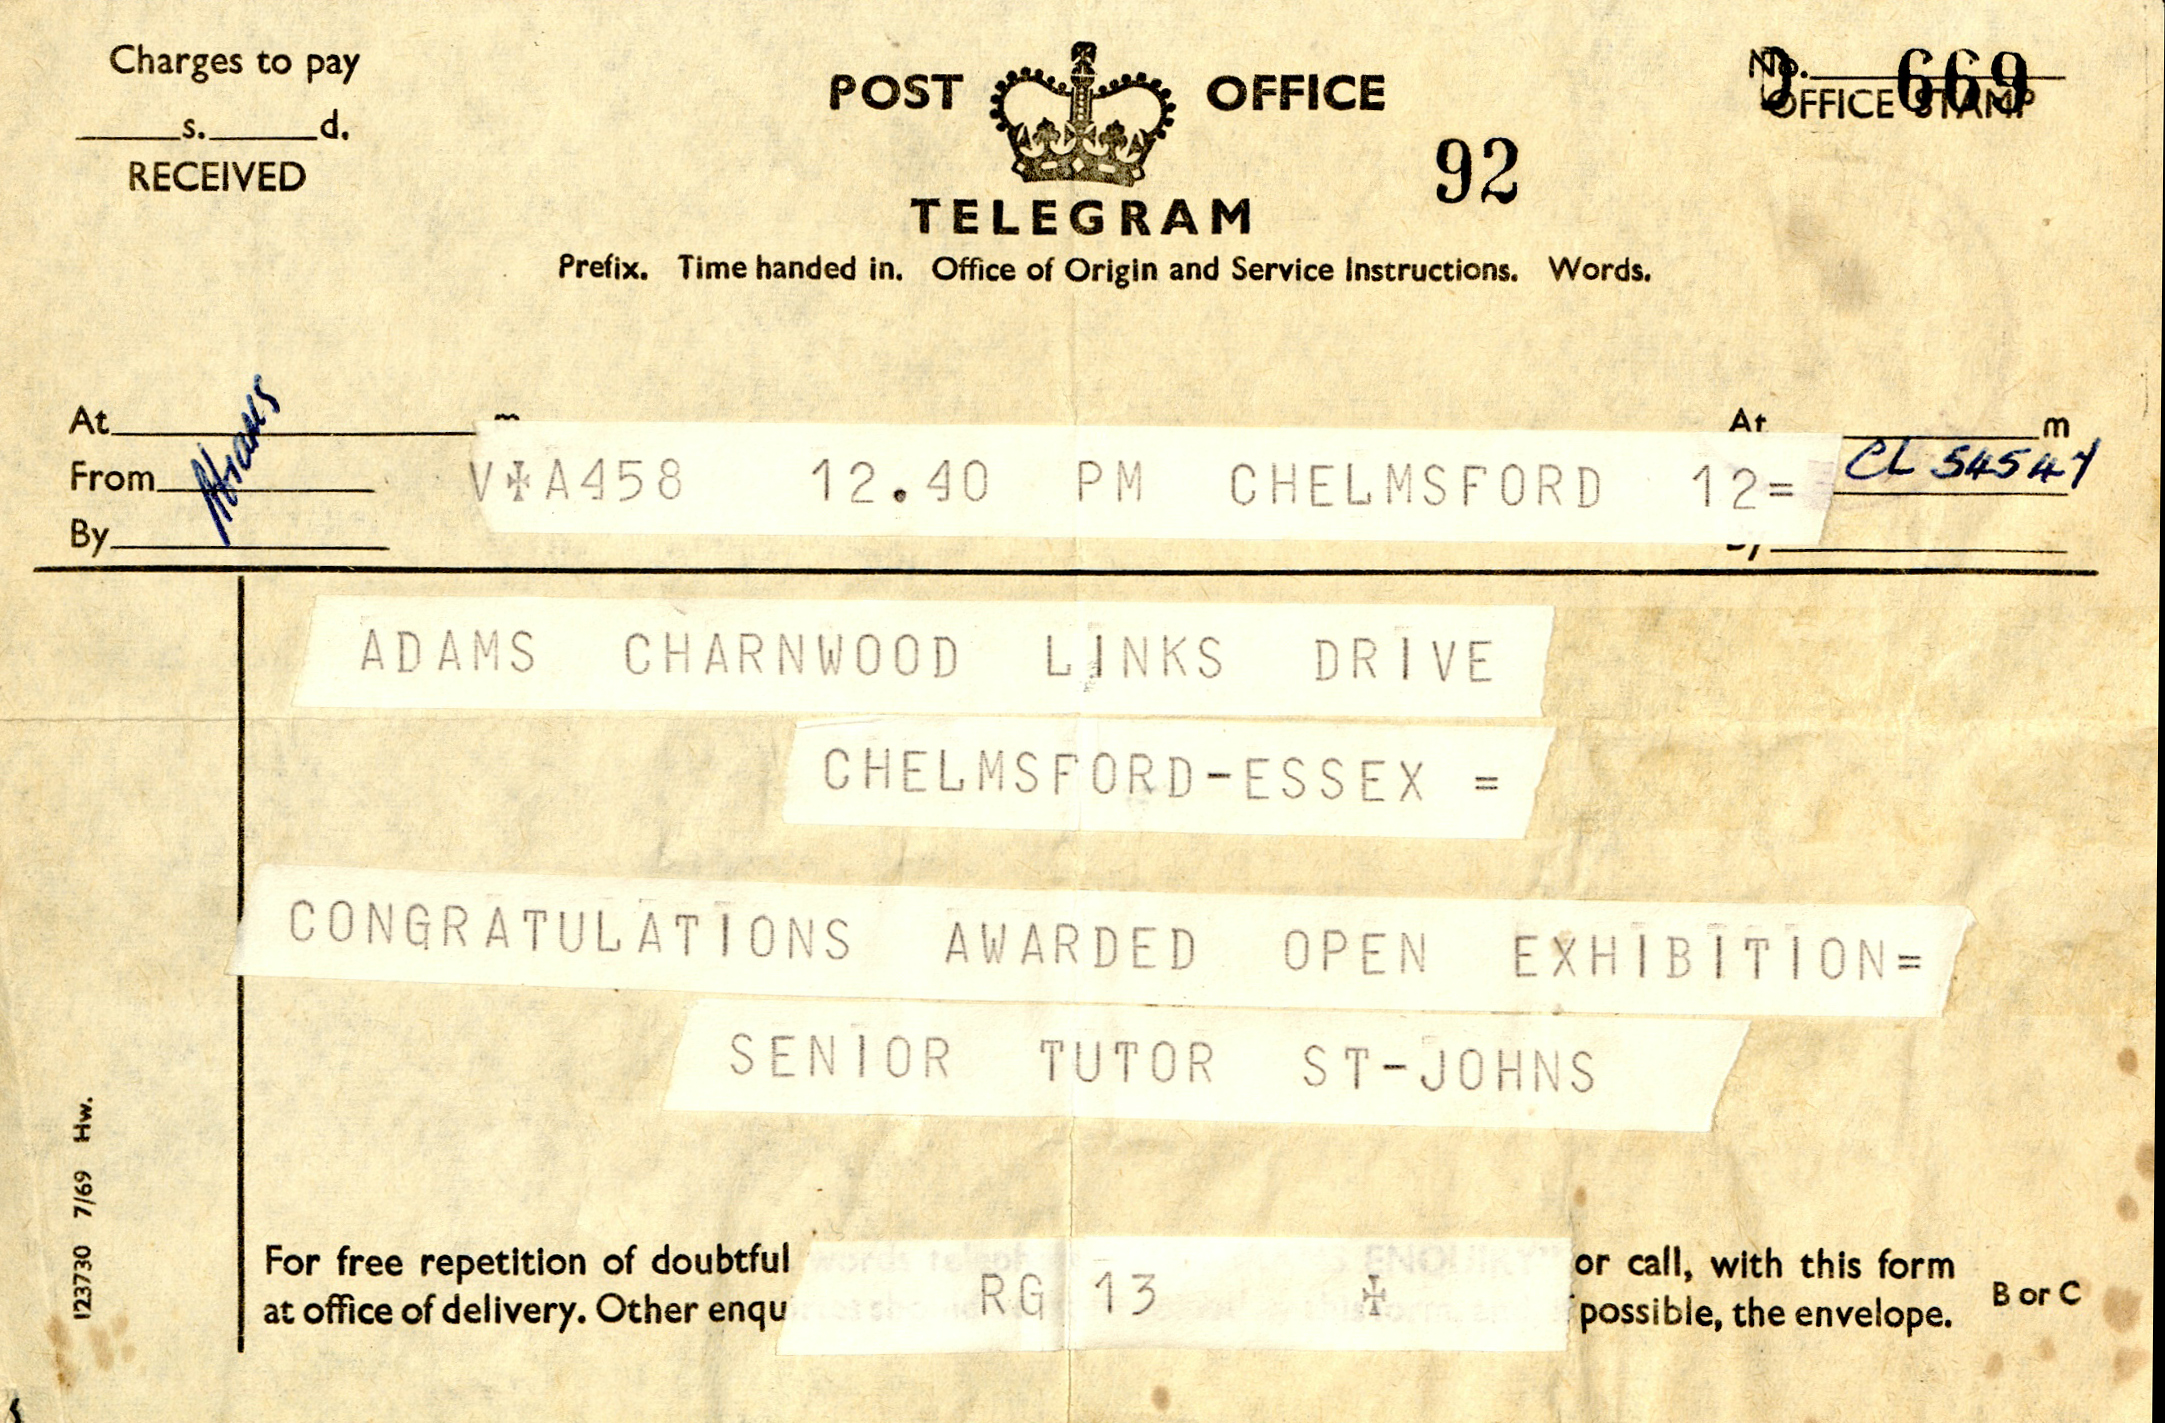 Charges to pay
s. d.
RECEIVED
POST OFFICE
TELEGRAM
92
No.
669
OFFICE STAMP
Prefix. Time handed in. Office of Origin and Service Instructions. Words.
At m
From
By
At m
CL 54544
V✠A458 12.40 PM CHELMSFORD 12=
ADAMS CHARNWOOD LINKS DRIVE
CHELMSFORD-ESSEX =
CONGRATULATIONS AWARDED OPEN EXHIBITION=
SENIOR TUTOR ST-JOHNS
123730 7/69 Hw.
For free repetition of doubtful or call, with this form
at office of delivery. Other possible, the envelope.
RG 13 ✠
B or C